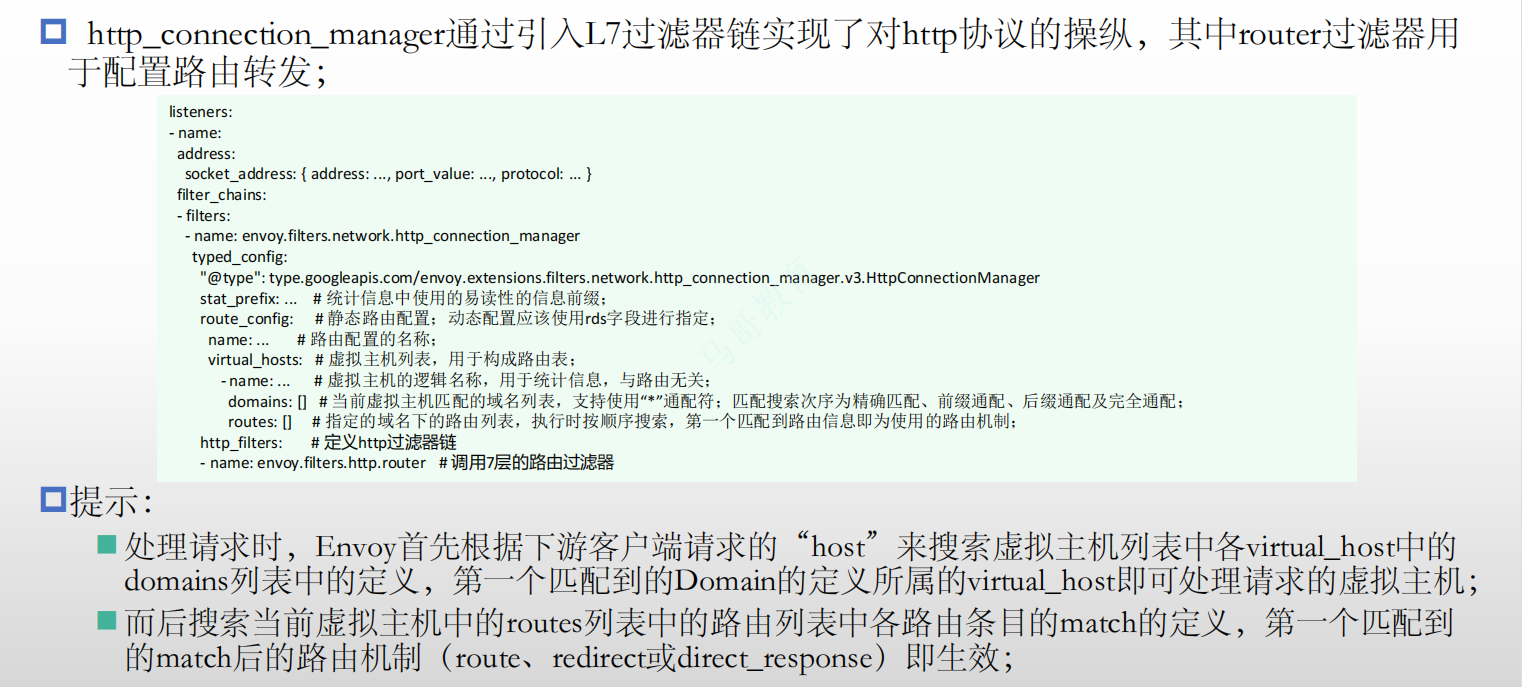 http_connection_manager通过引入L7过滤器链实现了对http协议的操纵，其中router过滤器用
于配置路由转发；
listeners:
- name:
address:
socket_address: { address: ..., port_value: ..., protocol: ... }
filter_chains:
- filters:
- name: envoy.filters.network.http_connection_manager
typed_config:
"@type": type.googleapis.com/envoy.extensions.filters.network.http_connection_manager.v3.HttpConnectionManager
stat_prefix: ... # 统计信息中使用的易读性的信息前缀；
route_config: # 静态路由配置；动态配置应该使用rds字段进行指定；
name: ... # 路由配置的名称；
virtual_hosts: # 虚拟主机列表，用于构成路由表；
- name: ... # 虚拟主机的逻辑名称，用于统计信息，与路由无关；
domains: [] # 当前虚拟主机匹配的域名列表，支持使用“*”通配符；匹配搜索次序为精确匹配、前缀通配、后缀通配及完全通配；
routes: [] # 指定的域名下的路由列表，执行时按顺序搜索，第一个匹配到路由信息即为使用的路由机制；
http_filters: # 定义http过滤器链
- name: envoy.filters.http.router # 调用7层的路由过滤器
马哥教育
提示：
处理请求时，Envoy首先根据下游客户端请求的“host”来搜索虚拟主机列表中各virtual_host中的
domains列表中的定义，第一个匹配到的Domain的定义所属的virtual_host即可处理请求的虚拟主机；
而后搜索当前虚拟主机中的routes列表中的路由列表中各路由条目的match的定义，第一个匹配到
的match后的路由机制（route、redirect或direct_response）即生效；